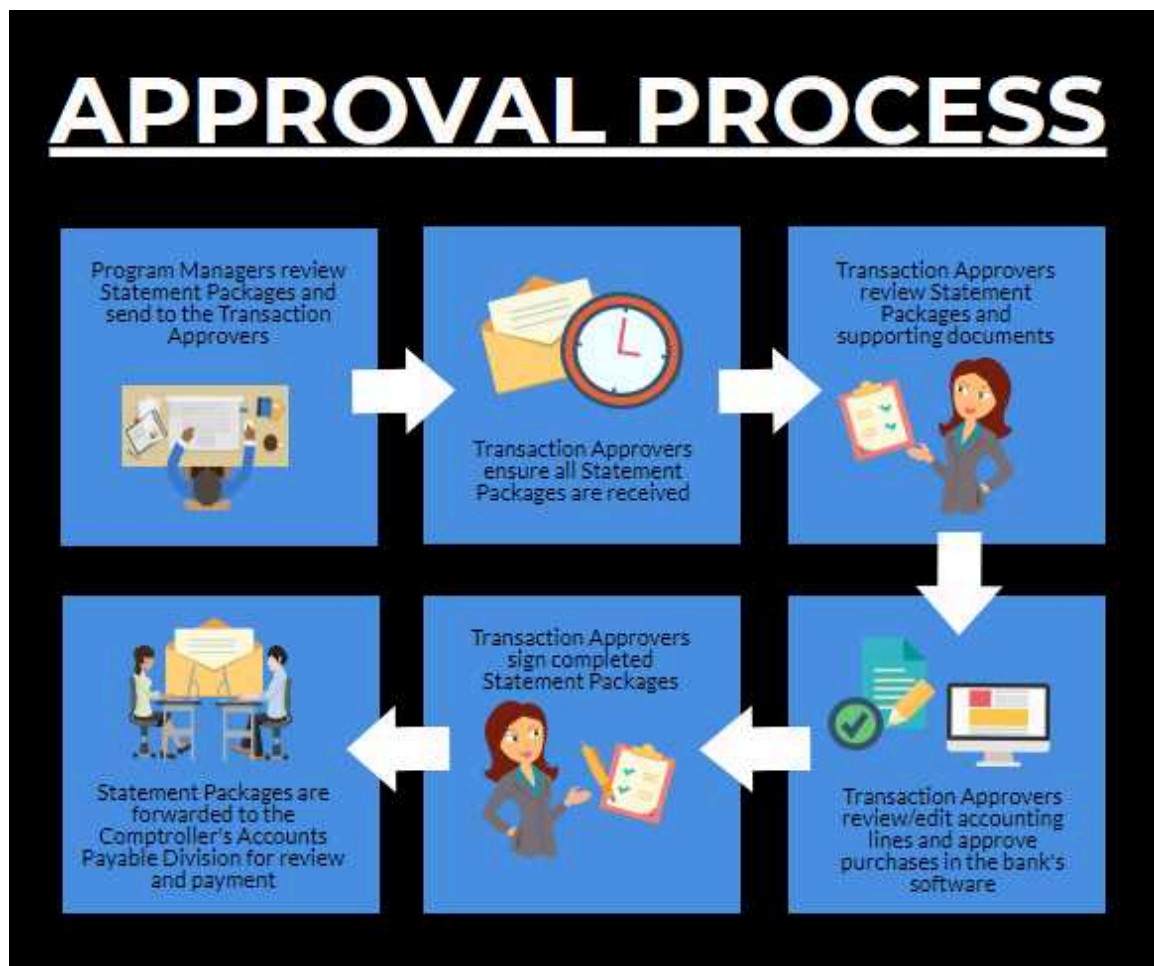 APPROVAL PROCESS
Program Managers review
Statement Packages and
send to the Transaction
Approvers
Transaction Approvers
ensure all Statement
Packages are received
Transaction Approvers
review Statement
Packages and
supporting documents
Transaction Approvers
review/edit accounting
lines and approve
purchases in the bank's
software
Transaction Approvers
sign completed
Statement Packages
Statement Packages are
forwarded to the
Comptroller's Accounts
Payable Division for review
and payment